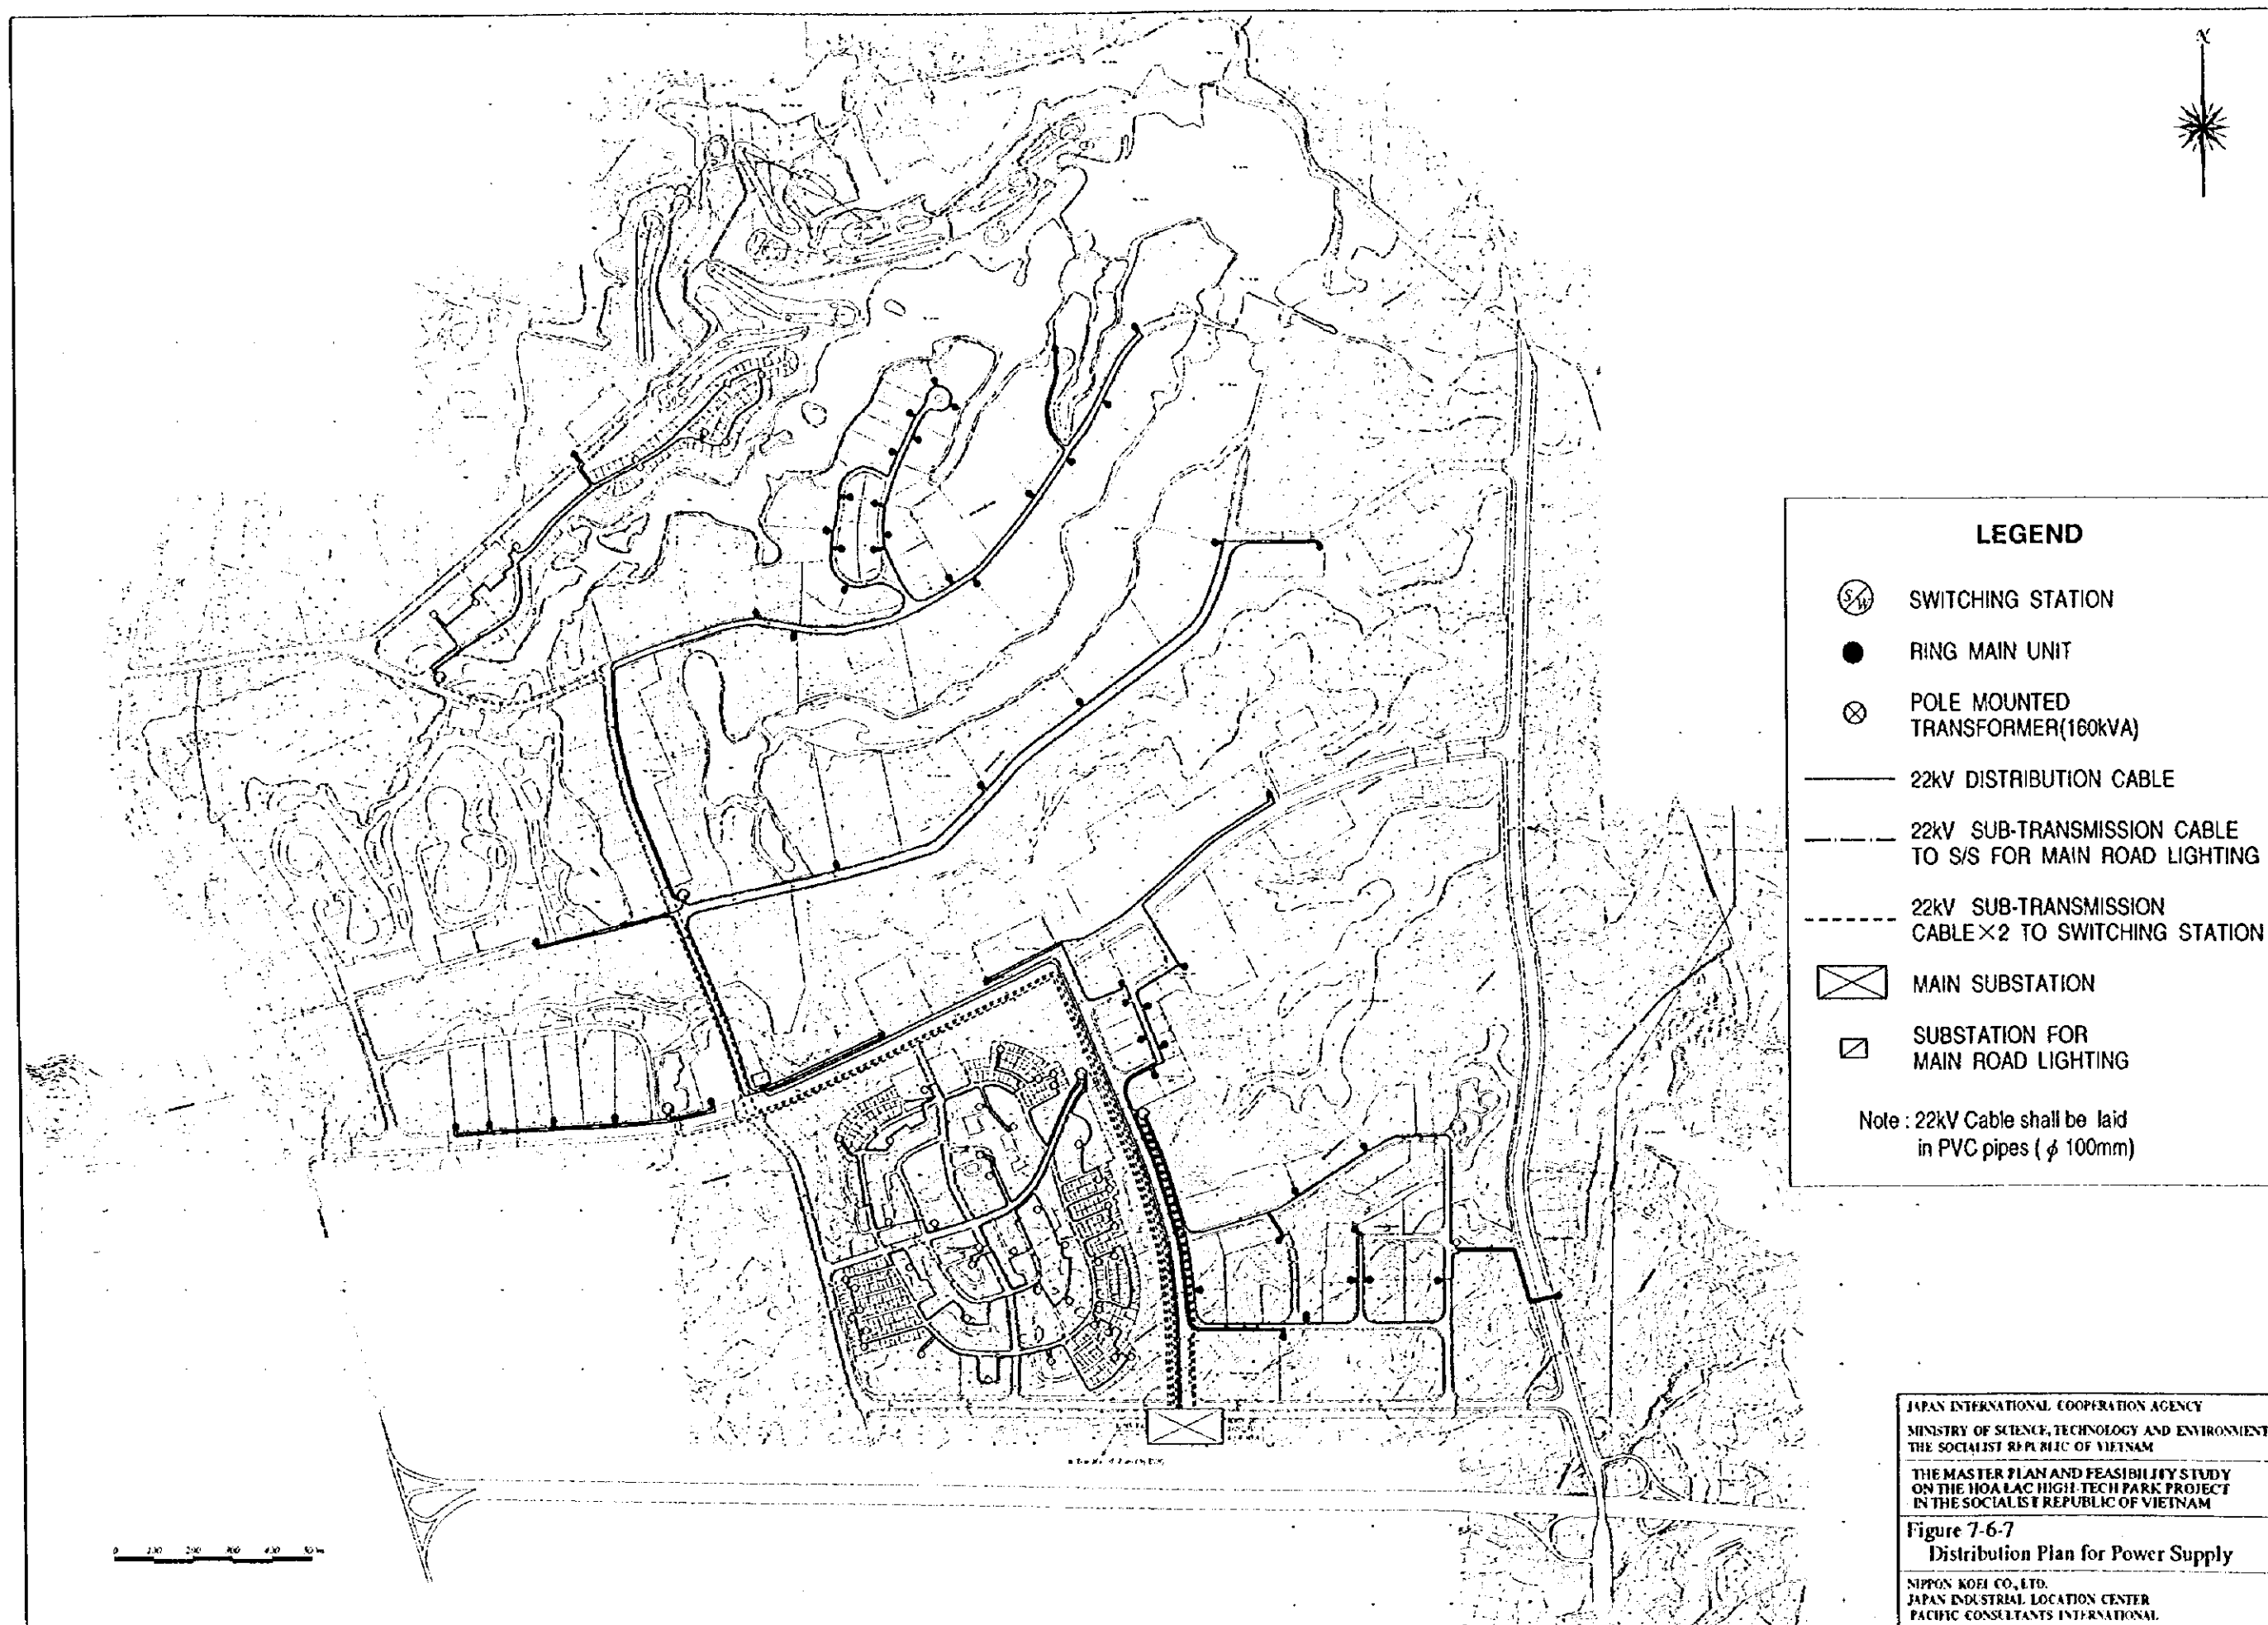 N
LEGEND
S/W SWITCHING STATION
RING MAIN UNIT
POLE MOUNTED
TRANSFORMER(160kVA)
22kV DISTRIBUTION CABLE
22kV SUB-TRANSMISSION CABLE
TO S/S FOR MAIN ROAD LIGHTING
22kV SUB-TRANSMISSION
CABLE×2 TO SWITCHING STATION
MAIN SUBSTATION
SUBSTATION FOR
MAIN ROAD LIGHTING
Note : 22kV Cable shall be laid
in PVC pipes ( φ 100mm)
JAPAN INTERNATIONAL COOPERATION AGENCY
MINISTRY OF SCIENCE, TECHNOLOGY AND ENVIRONMENT
THE SOCIALIST REPUBLIC OF VIETNAM
THE MASTER PLAN AND FEASIBILITY STUDY
ON THE HOA LAC HIGH-TECH PARK PROJECT
IN THE SOCIALIST REPUBLIC OF VIETNAM
Figure 7-6-7
Distribution Plan for Power Supply
NIPPON KOEI CO., LTD.
JAPAN INDUSTRIAL LOCATION CENTER
PACIFIC CONSULTANTS INTERNATIONAL